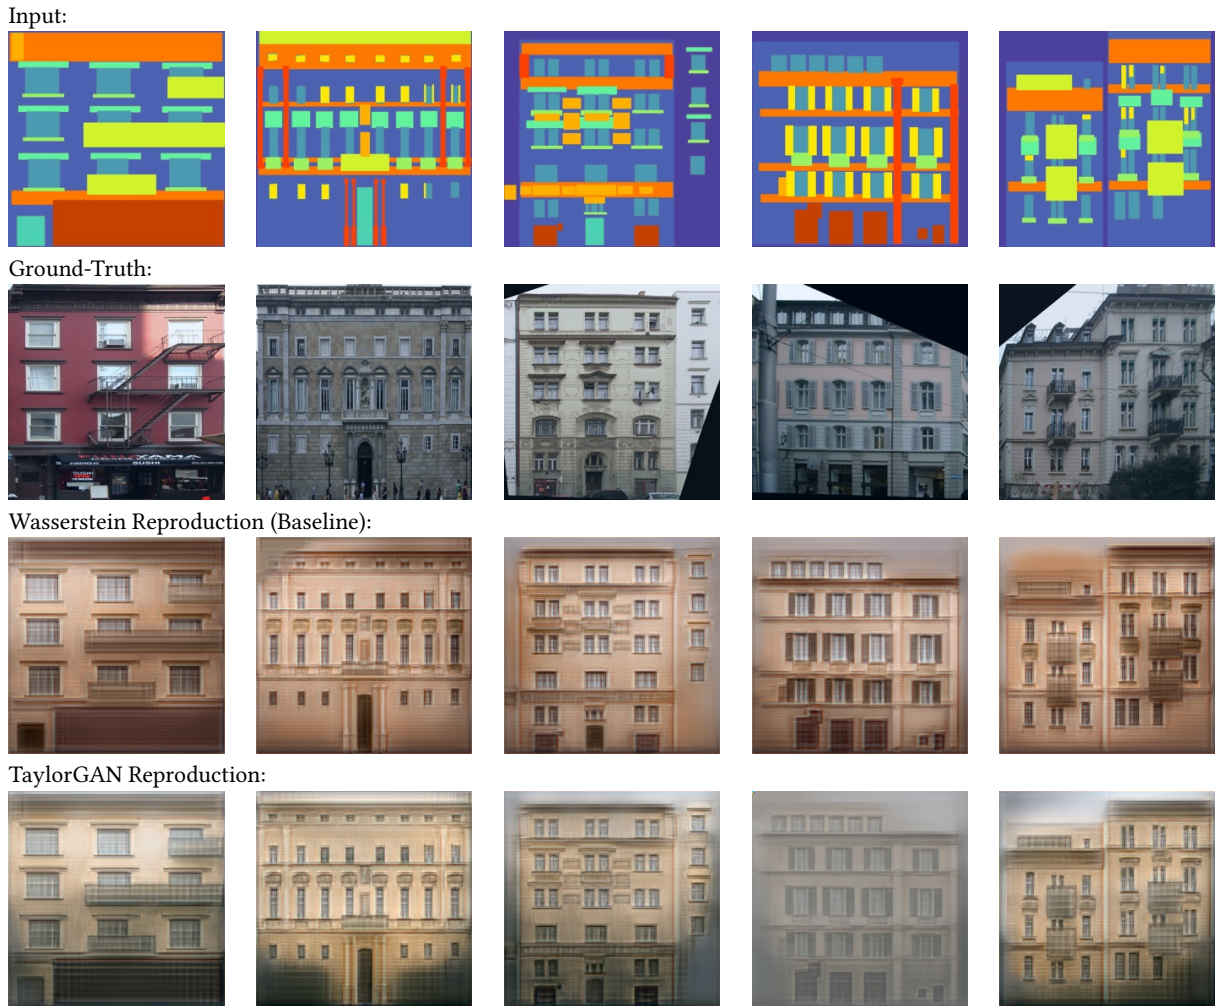 Input:
Ground-Truth:
SUSHI
Wasserstein Reproduction (Baseline):
TaylorGAN Reproduction: